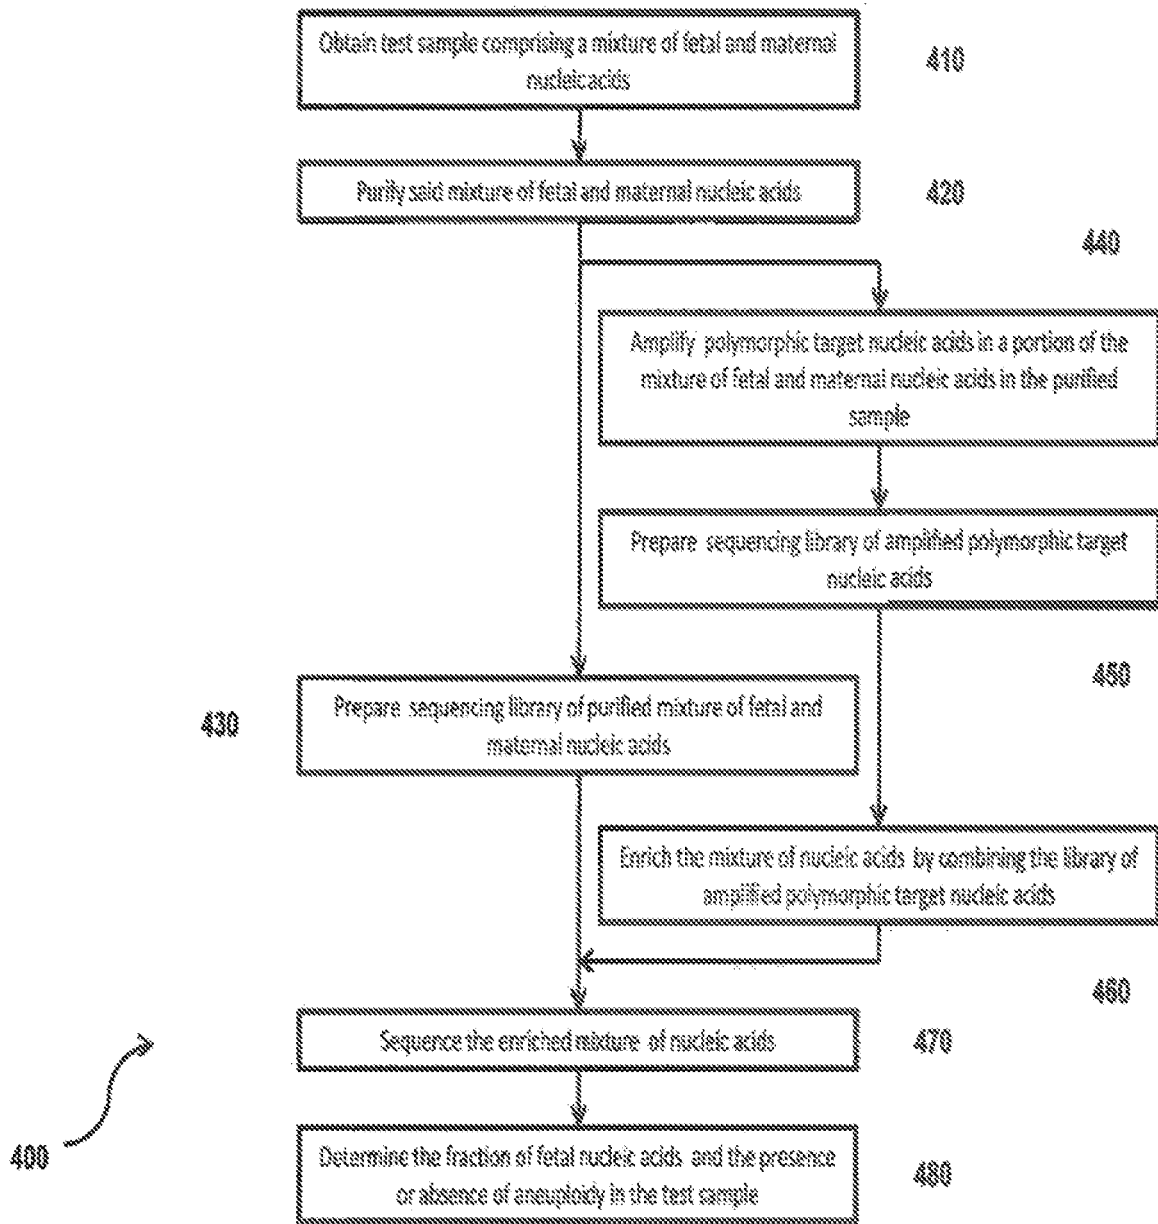 Obtain test sample comprising a mixture of fetal and maternal
nucleic acids
410
Purify said mixture of fetal and maternal nucleic acids
420
440
Amplify polymorphic target nucleic acids in a portion of the
mixture of fetal and maternal nucleic acids in the purified
sample
Prepare sequencing library of amplified polymorphic target
nucleic acids
450
430
Prepare sequencing library of purified mixture of fetal and
maternal nucleic acids
Enrich the mixture of nucleic acids by combining the library of
amplified polymorphic target nucleic acids
460
Sequence the enriched mixture of nucleic acids
470
400
Determine the fraction of fetal nucleic acids and the presence
or absence of aneuploidy in the test sample
480